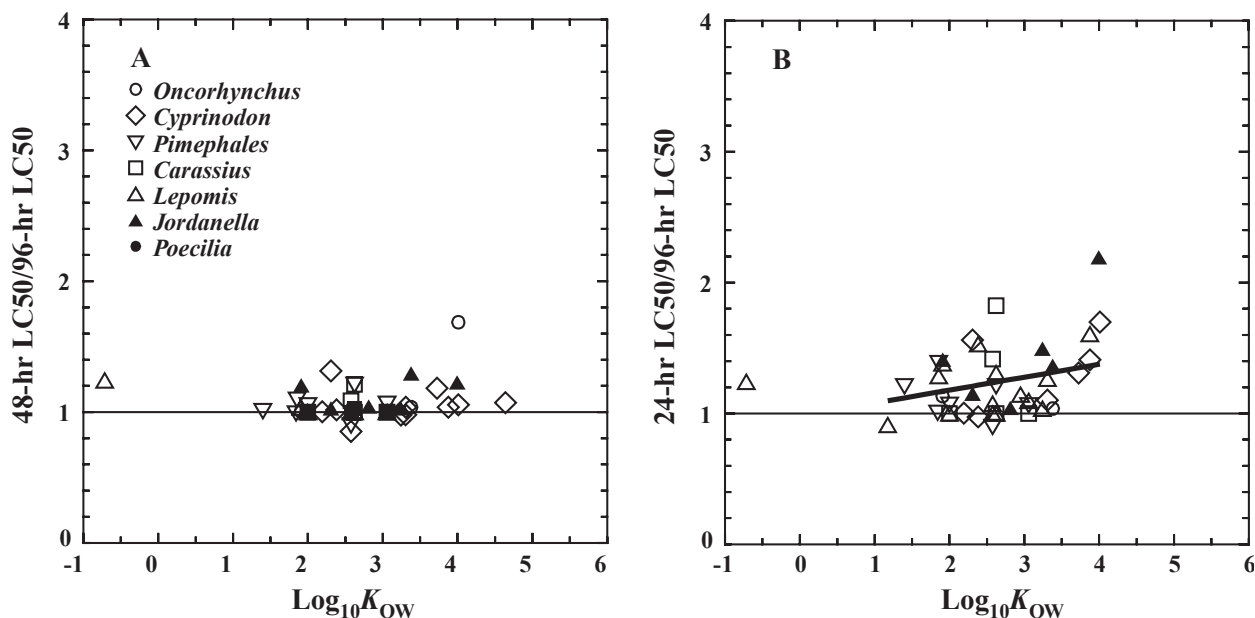 A
Oncorhynchus
Cyprinodon
Pimephales
Carassius
Lepomis
Jordanella
Poecilia
48-hr LC50/96-hr LC50
4
3
2
1
0
-1 0 1 2 3 4 5 6
Log10KOW
B
24-hr LC50/96-hr LC50
4
3
2
1
0
-1 0 1 2 3 4 5 6
Log10KOW